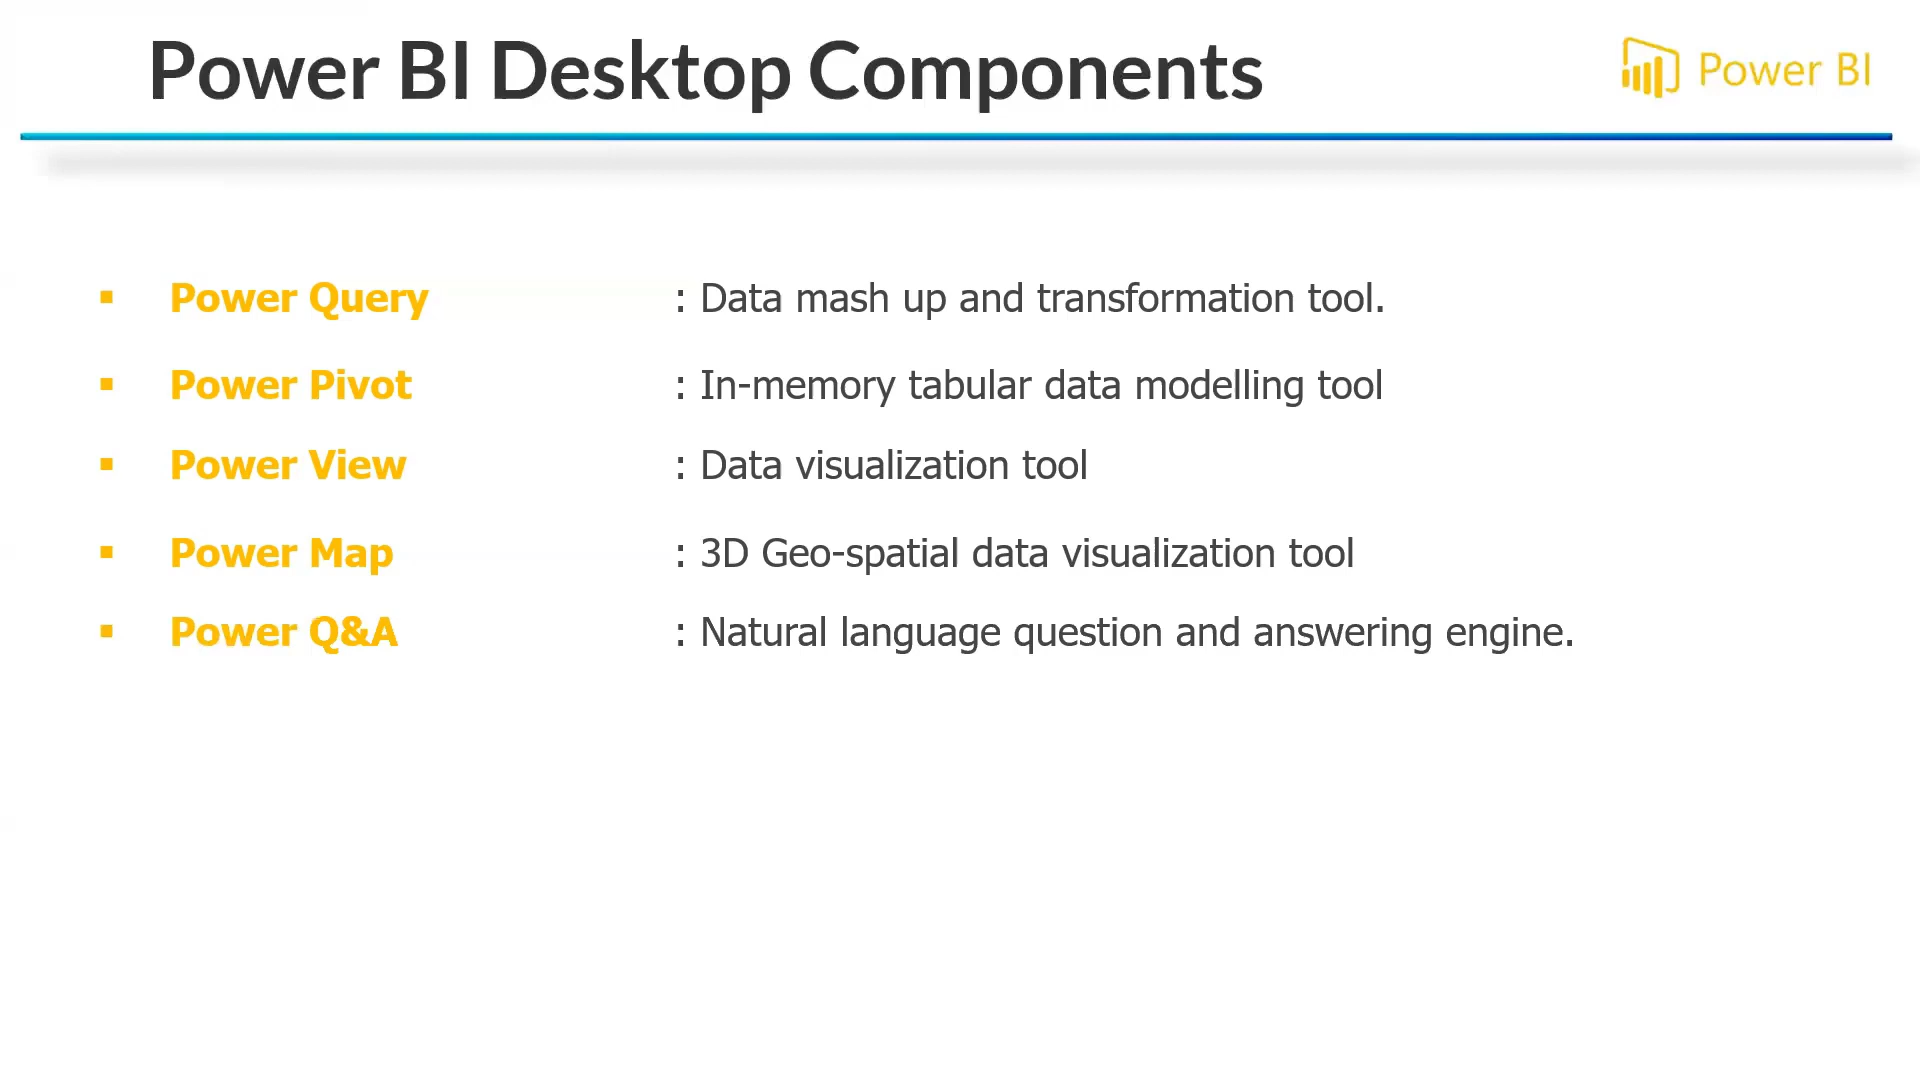 Power BI Desktop Components
Power BI
▪ Power Query : Data mash up and transformation tool.
▪ Power Pivot : In-memory tabular data modelling tool
▪ Power View : Data visualization tool
▪ Power Map : 3D Geo-spatial data visualization tool
▪ Power Q&A : Natural language question and answering engine.